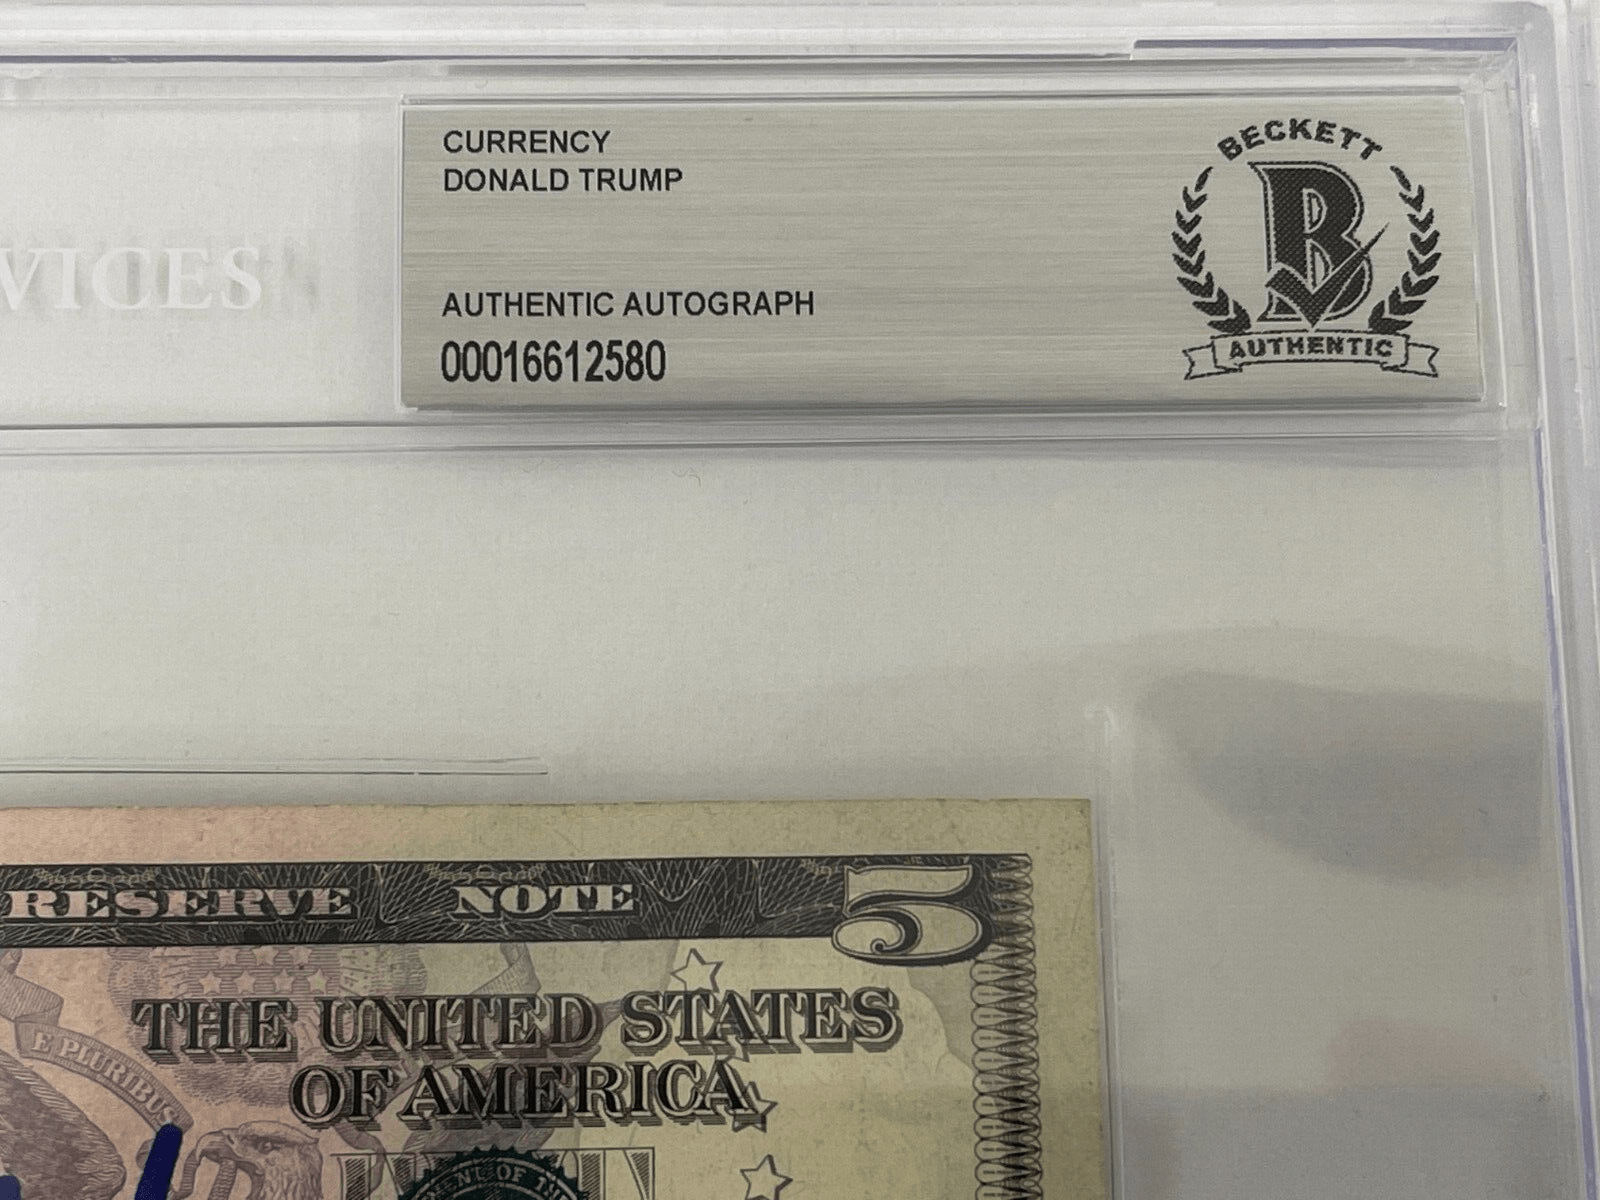 CURRENCY
DONALD TRUMP
AUTHENTIC AUTOGRAPH
00016612580
BECKETT
B
AUTHENTIC
VICES
RESERVE NOTE 5
THE UNITED STATES
OF AMERICA
E PLURIBUS